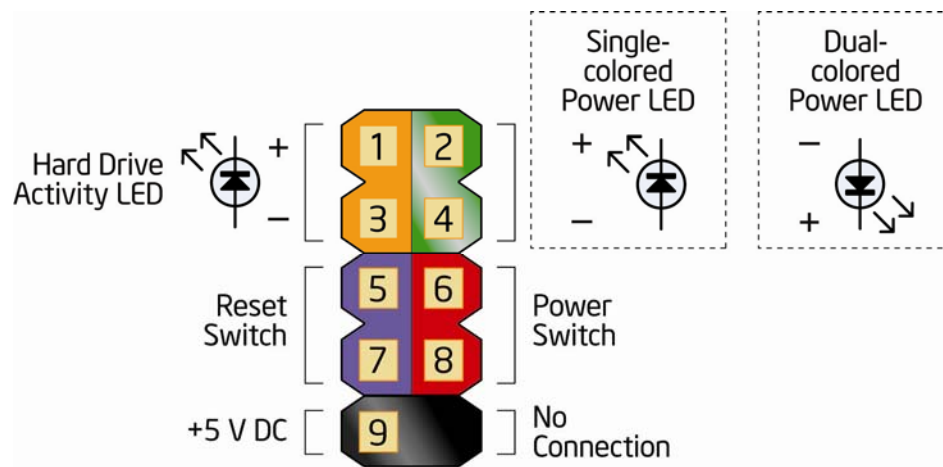 Single-
colored
Power LED
Dual-
colored
Power LED
Hard Drive
Activity LED
+
−
1 2
3 4
+
−
−
+
Reset
Switch
5 6
7 8
Power
Switch
+5 V DC
9
No
Connection